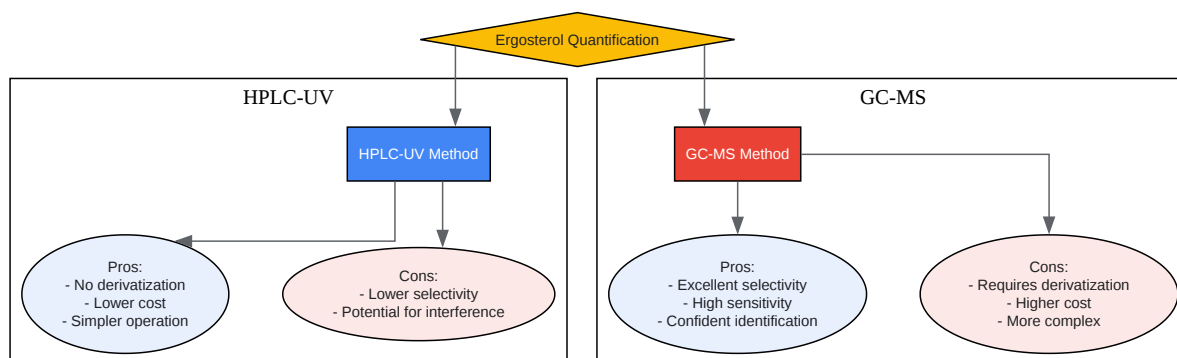 Ergosterol Quantification
HPLC-UV
HPLC-UV Method
Pros:
- No derivatization
- Lower cost
- Simpler operation
Cons:
- Lower selectivity
- Potential for interference
GC-MS
GC-MS Method
Pros:
- Excellent selectivity
- High sensitivity
- Confident identification
Cons:
- Requires derivatization
- Higher cost
- More complex